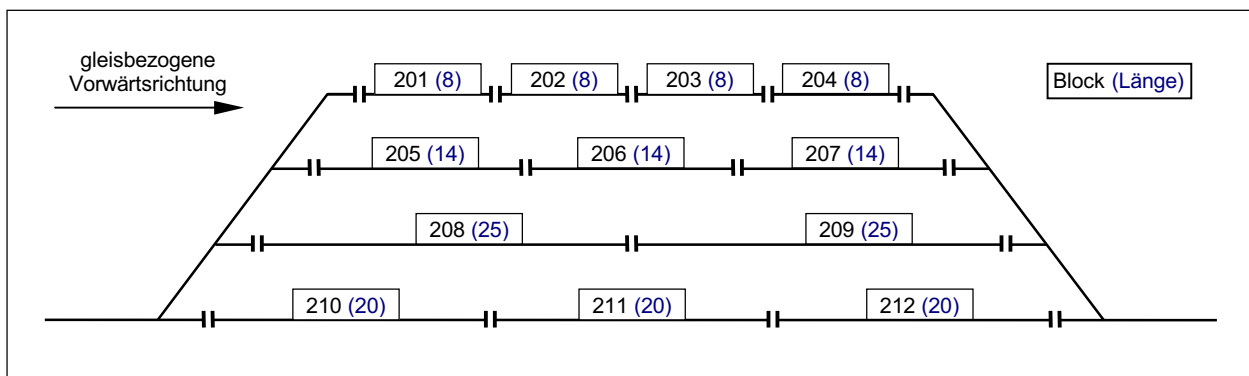 gleisbezogene
Vorwärtsrichtung
201 (8) 202 (8) 203 (8) 204 (8)
Block (Länge)
205 (14) 206 (14) 207 (14)
208 (25) 209 (25)
210 (20) 211 (20) 212 (20)